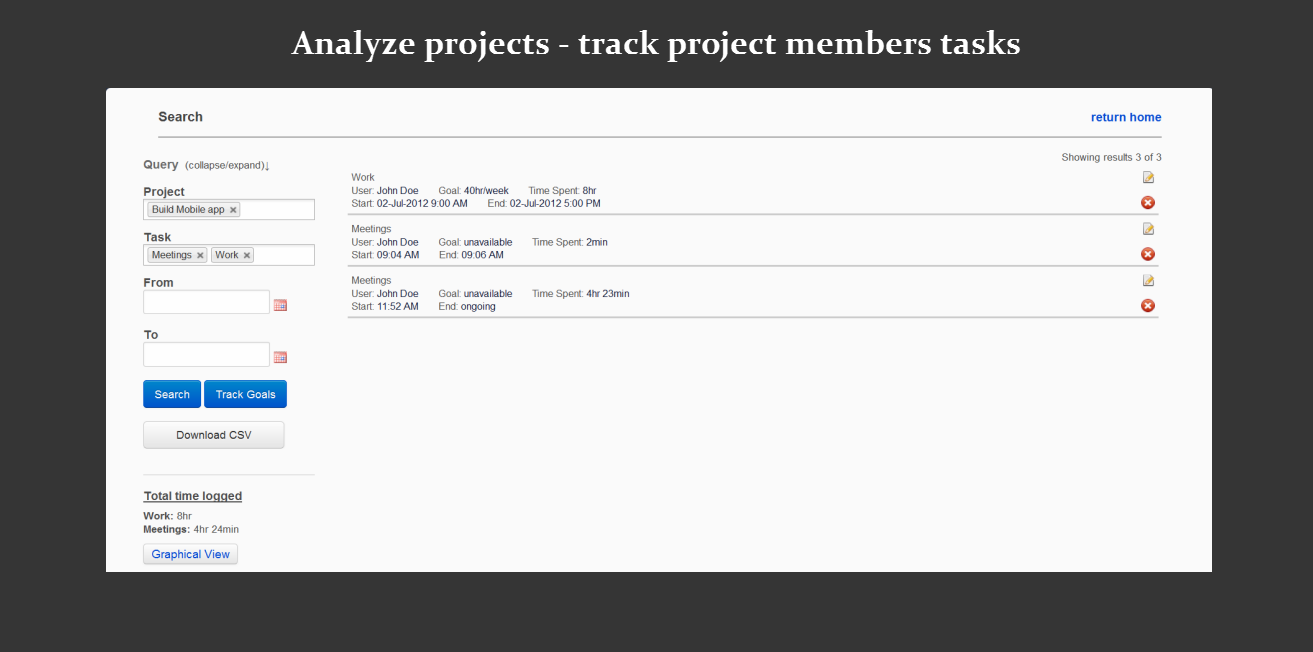 Analyze projects - track project members tasks
Search
return home
Query (collapse/expand)↓
Project
Build Mobile app ×
Task
Meetings × Work ×
From
To
Search Track Goals
Download CSV
Total time logged
Work: 8hr
Meetings: 4hr 24min
Graphical View
Showing results 3 of 3
Work
User: John Doe Goal: 40hr/week Time Spent: 8hr
Start: 02-Jul-2012 9:00 AM End: 02-Jul-2012 5:00 PM
Meetings
User: John Doe Goal: unavailable Time Spent: 2min
Start: 09:04 AM End: 09:06 AM
Meetings
User: John Doe Goal: unavailable Time Spent: 4hr 23min
Start: 11:52 AM End: ongoing